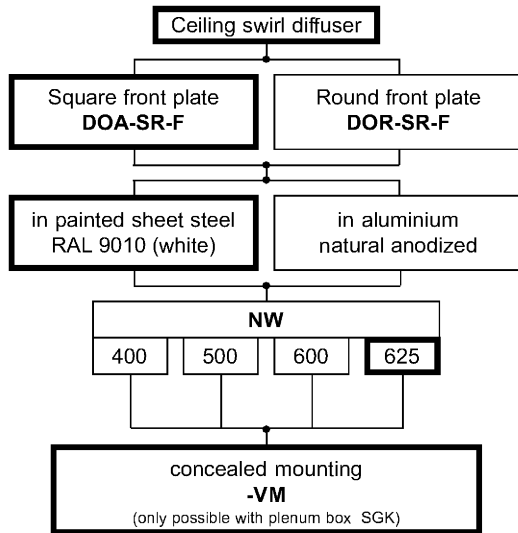 Ceiling swirl diffuser
Square front plate
DOA-SR-F
Round front plate
DOR-SR-F
in painted sheet steel
RAL 9010 (white)
in aluminium
natural anodized
NW
400
500
600
625
concealed mounting
-VM
(only possible with plenum box SGK)